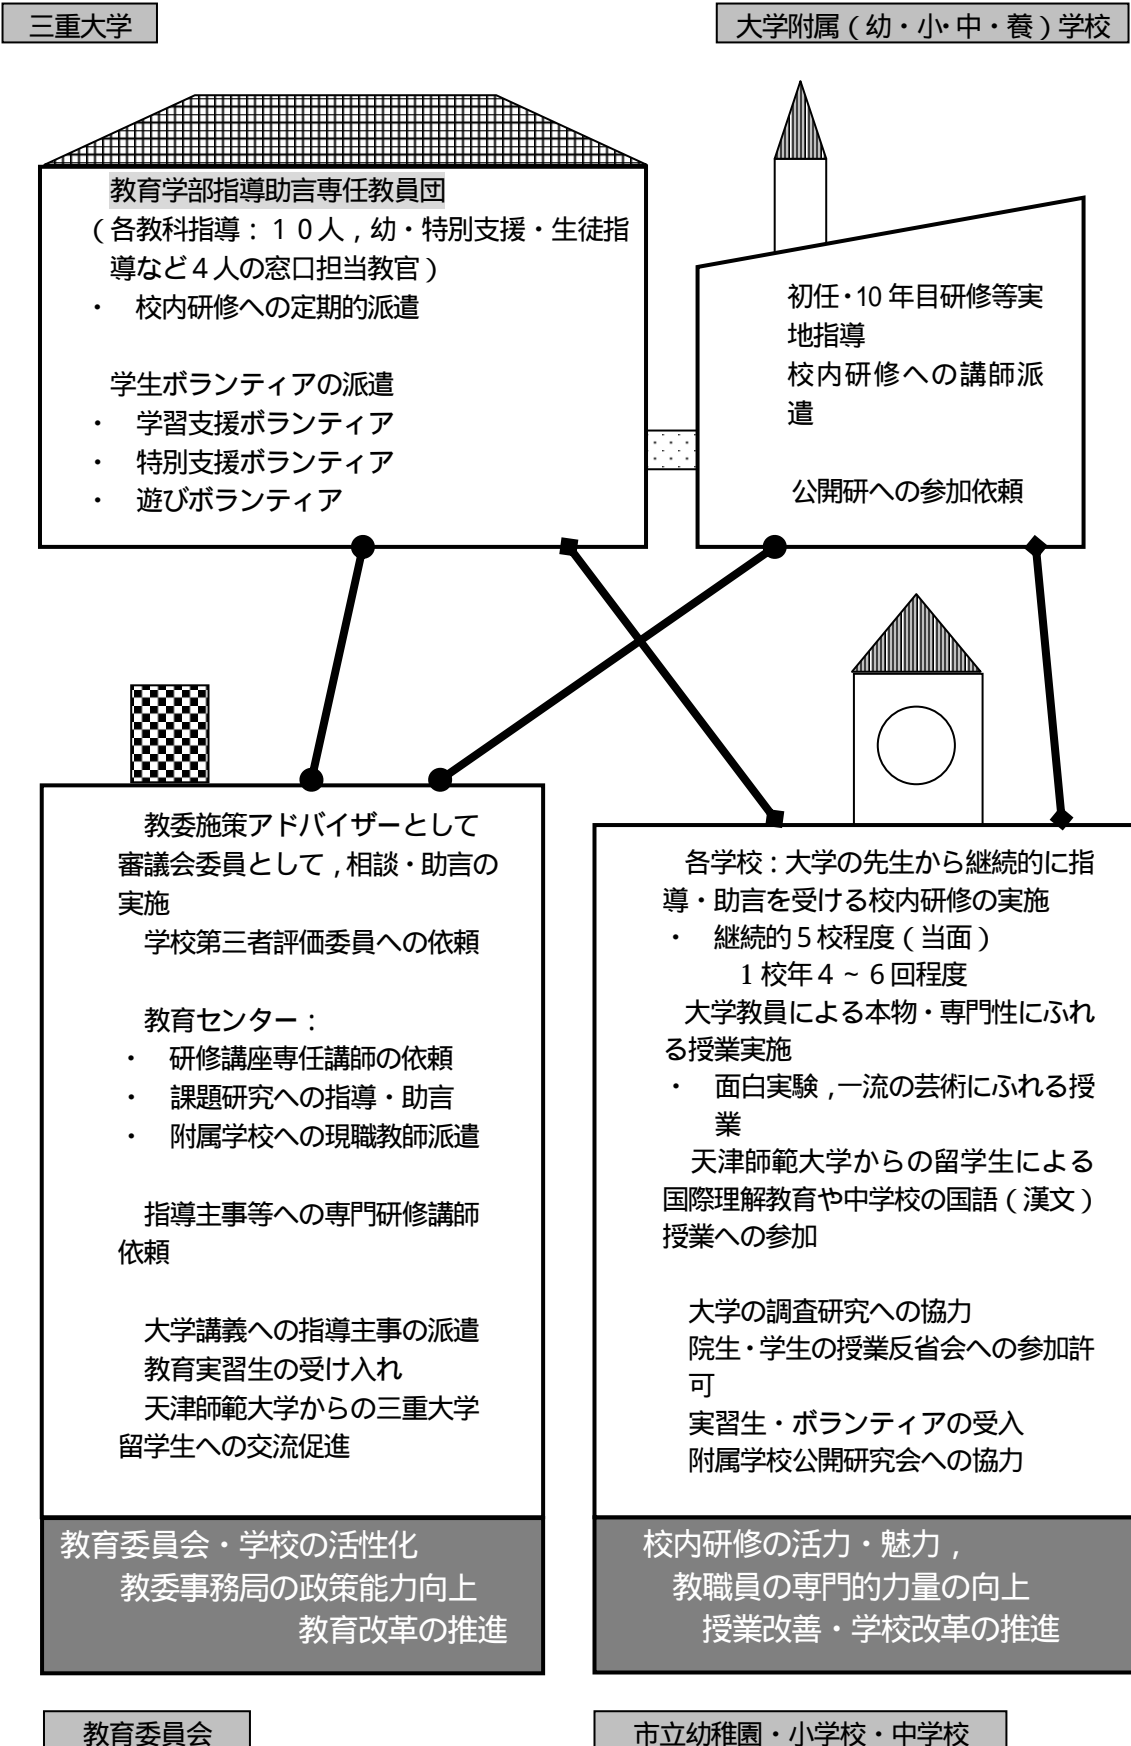 三重大学
大学附属（幼・小・中・養）学校
教育学部指導助言専任教員団
（各教科指導：１０人，幼・特別支援・生徒指
導など４人の窓口担当教官）
・　校内研修への定期的派遣
学生ボランティアの派遣
・　学習支援ボランティア
・　特別支援ボランティア
・　遊びボランティア
初任・10 年目研修等実
地指導
校内研修への講師派
遣
公開研への参加依頼
教委施策アドバイザーとして
審議会委員として，相談・助言の
実施
学校第三者評価委員への依頼
教育センター：
・　研修講座専任講師の依頼
・　課題研究への指導・助言
・　附属学校への現職教師派遣
指導主事等への専門研修講師
依頼
大学講義への指導主事の派遣
教育実習生の受け入れ
天津師範大学からの三重大学
留学生への交流促進
教育委員会・学校の活性化
教委事務局の政策能力向上
教育改革の推進
各学校：大学の先生から継続的に指
導・助言を受ける校内研修の実施
・　継続的５校程度（当面）
1 校年４～６回程度
大学教員による本物・専門性にふれ
る授業実施
・　面白実験，一流の芸術にふれる授
業
天津師範大学からの留学生による
国際理解教育や中学校の国語（漢文）
授業への参加
大学の調査研究への協力
院生・学生の授業反省会への参加許
可
実習生・ボランティアの受入
附属学校公開研究会への協力
校内研修の活力・魅力，
教職員の専門的力量の向上
授業改善・学校改革の推進
教育委員会
市立幼稚園・小学校・中学校